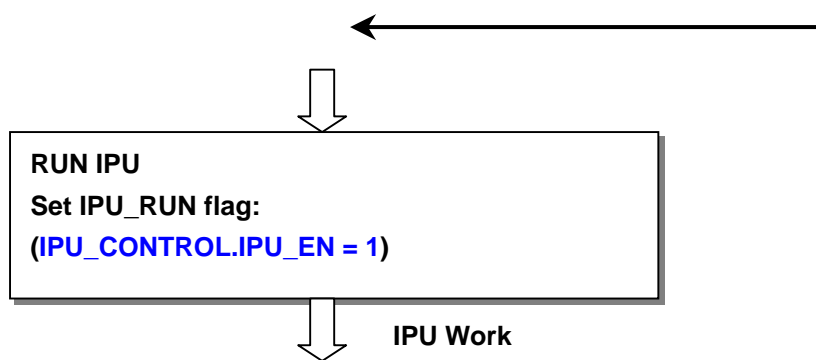 RUN IPU
Set IPU_RUN flag:
(IPU_CONTROL.IPU_EN = 1)
IPU Work